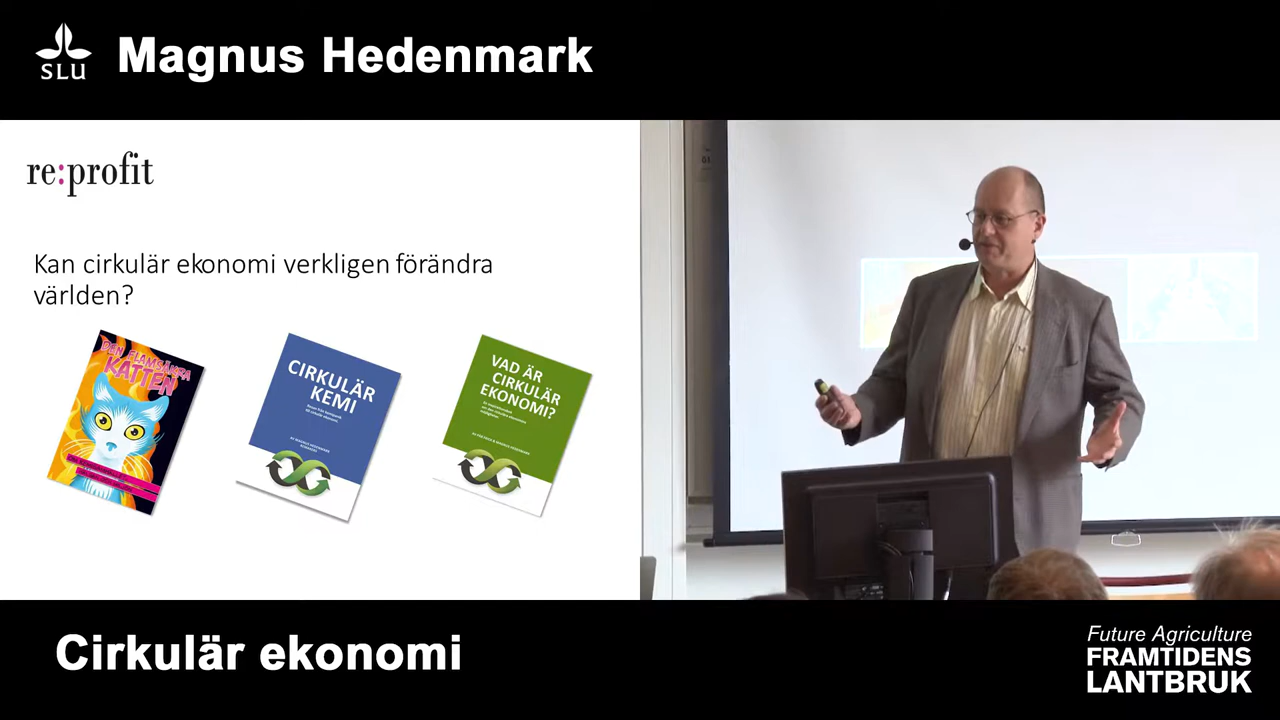 SLU
Magnus Hedenmark
re:profit
Kan cirkulär ekonomi verkligen förändra
världen?
DEN FLAMSÄKRA
KATTEN
CIRKULÄR
KEMI
VAD ÄR
CIRKULÄR
EKONOMI?
Cirkulär ekonomi
Future Agriculture
FRAMTIDENS
LANTBRUK